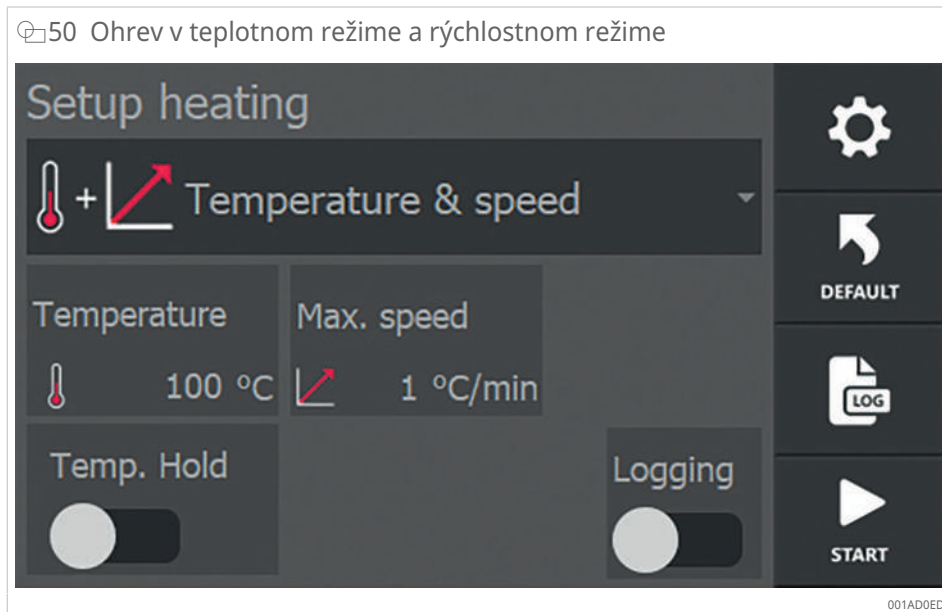 50 Ohrev v teplotnom režime a rýchlostnom režime
Setup heating
+ Temperature & speed
DEFAULT
Temperature
Max. speed
100 °C
1 °C/min
LOG
Temp. Hold
Logging
START
001AD0ED